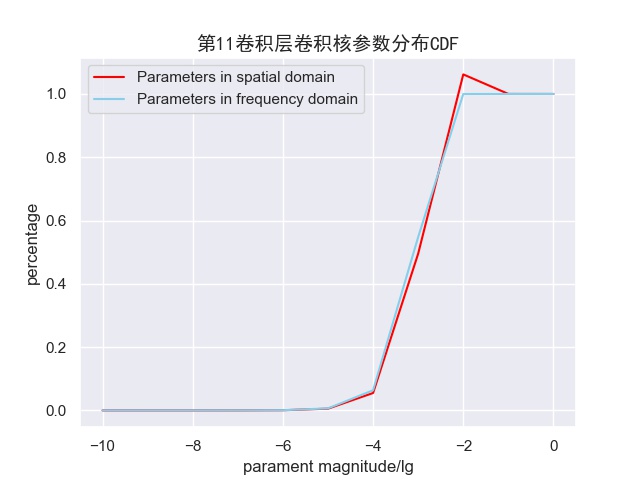 第11卷积层卷积核参数分布CDF
Parameters in spatial domain
Parameters in frequency domain
1.0
0.8
0.6
0.4
0.2
0.0
percentage
−10
−8
−6
−4
−2
0
parament magnitude/lg